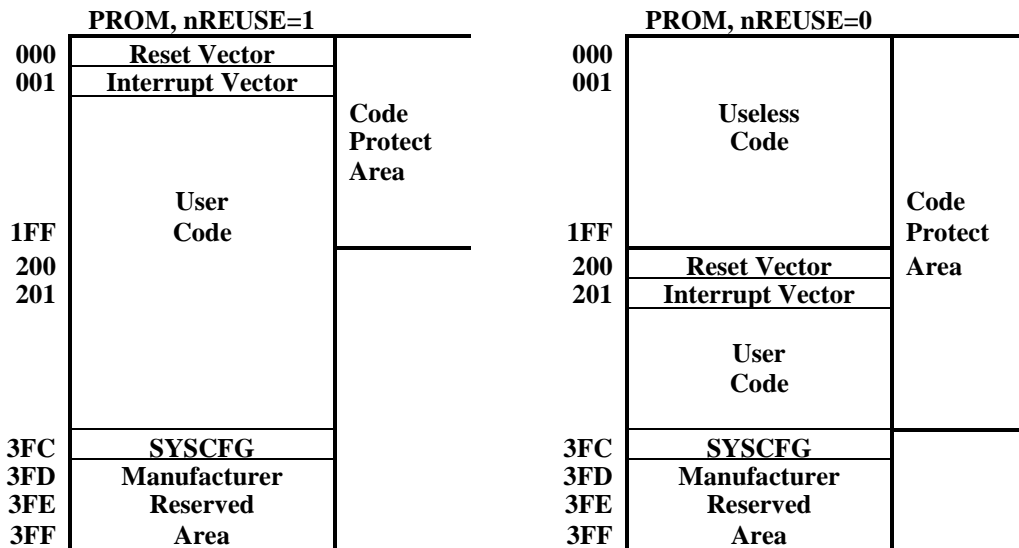 PROM, nREUSE=1
000 Reset Vector
001 Interrupt Vector
Code
Protect
Area
User
1FF Code
200
201
3FC SYSCFG
3FD Manufacturer
3FE Reserved
3FF Area
PROM, nREUSE=0
000
001
Useless
Code
Code
1FF Protect
200 Reset Vector Area
201 Interrupt Vector
User
Code
3FC SYSCFG
3FD Manufacturer
3FE Reserved
3FF Area